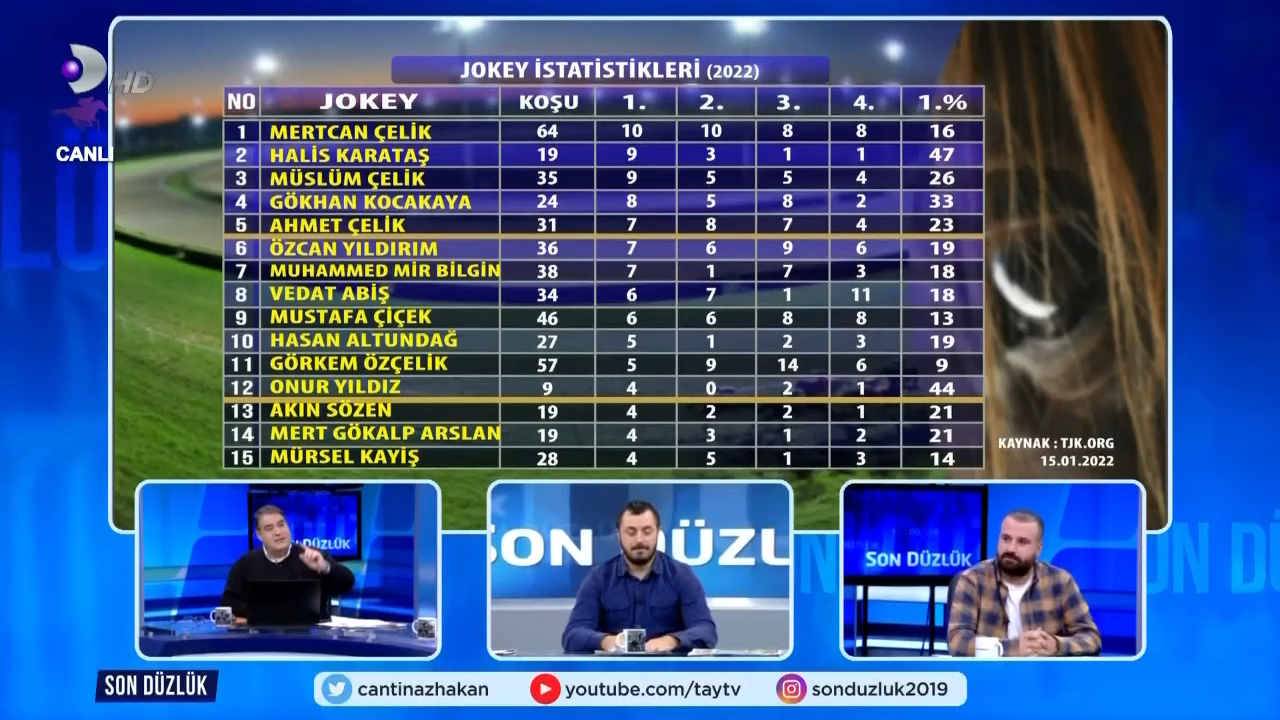 HD
CANLI
JOKEY İSTATİSTİKLERİ (2022)
NO JOKEY KOŞU 1. 2. 3. 4. 1.%
1 MERTCAN ÇELİK 64 10 10 8 8 16
2 HALİS KARATAŞ 19 9 3 1 1 47
3 MÜSLÜM ÇELİK 35 9 5 5 4 26
4 GÖKHAN KOCAKAYA 24 8 5 8 2 33
5 AHMET ÇELİK 31 7 8 7 4 23
6 ÖZCAN YILDIRIM 36 7 6 9 6 19
7 MUHAMMED MİR BİLGİN 38 7 1 7 3 18
8 VEDAT ABİŞ 34 6 7 1 11 18
9 MUSTAFA ÇİÇEK 46 6 6 8 8 13
10 HASAN ALTUNDAĞ 27 5 1 2 3 19
11 GÖRKEM ÖZÇELİK 57 5 9 14 6 9
12 ONUR YILDIZ 9 4 0 2 1 44
13 AKIN SÖZEN 19 4 2 2 1 21
14 MERT GÖKALP ARSLAN 19 4 3 1 2 21
15 MÜRSEL KAYİŞ 28 4 5 1 3 14
KAYNAK : TJK.ORG
15.01.2022
SON DÜZLÜK
SON DÜZL
SON DÜZLÜK
SON DÜZLÜK
cantinazhakan youtube.com/taytv sonduzluk2019